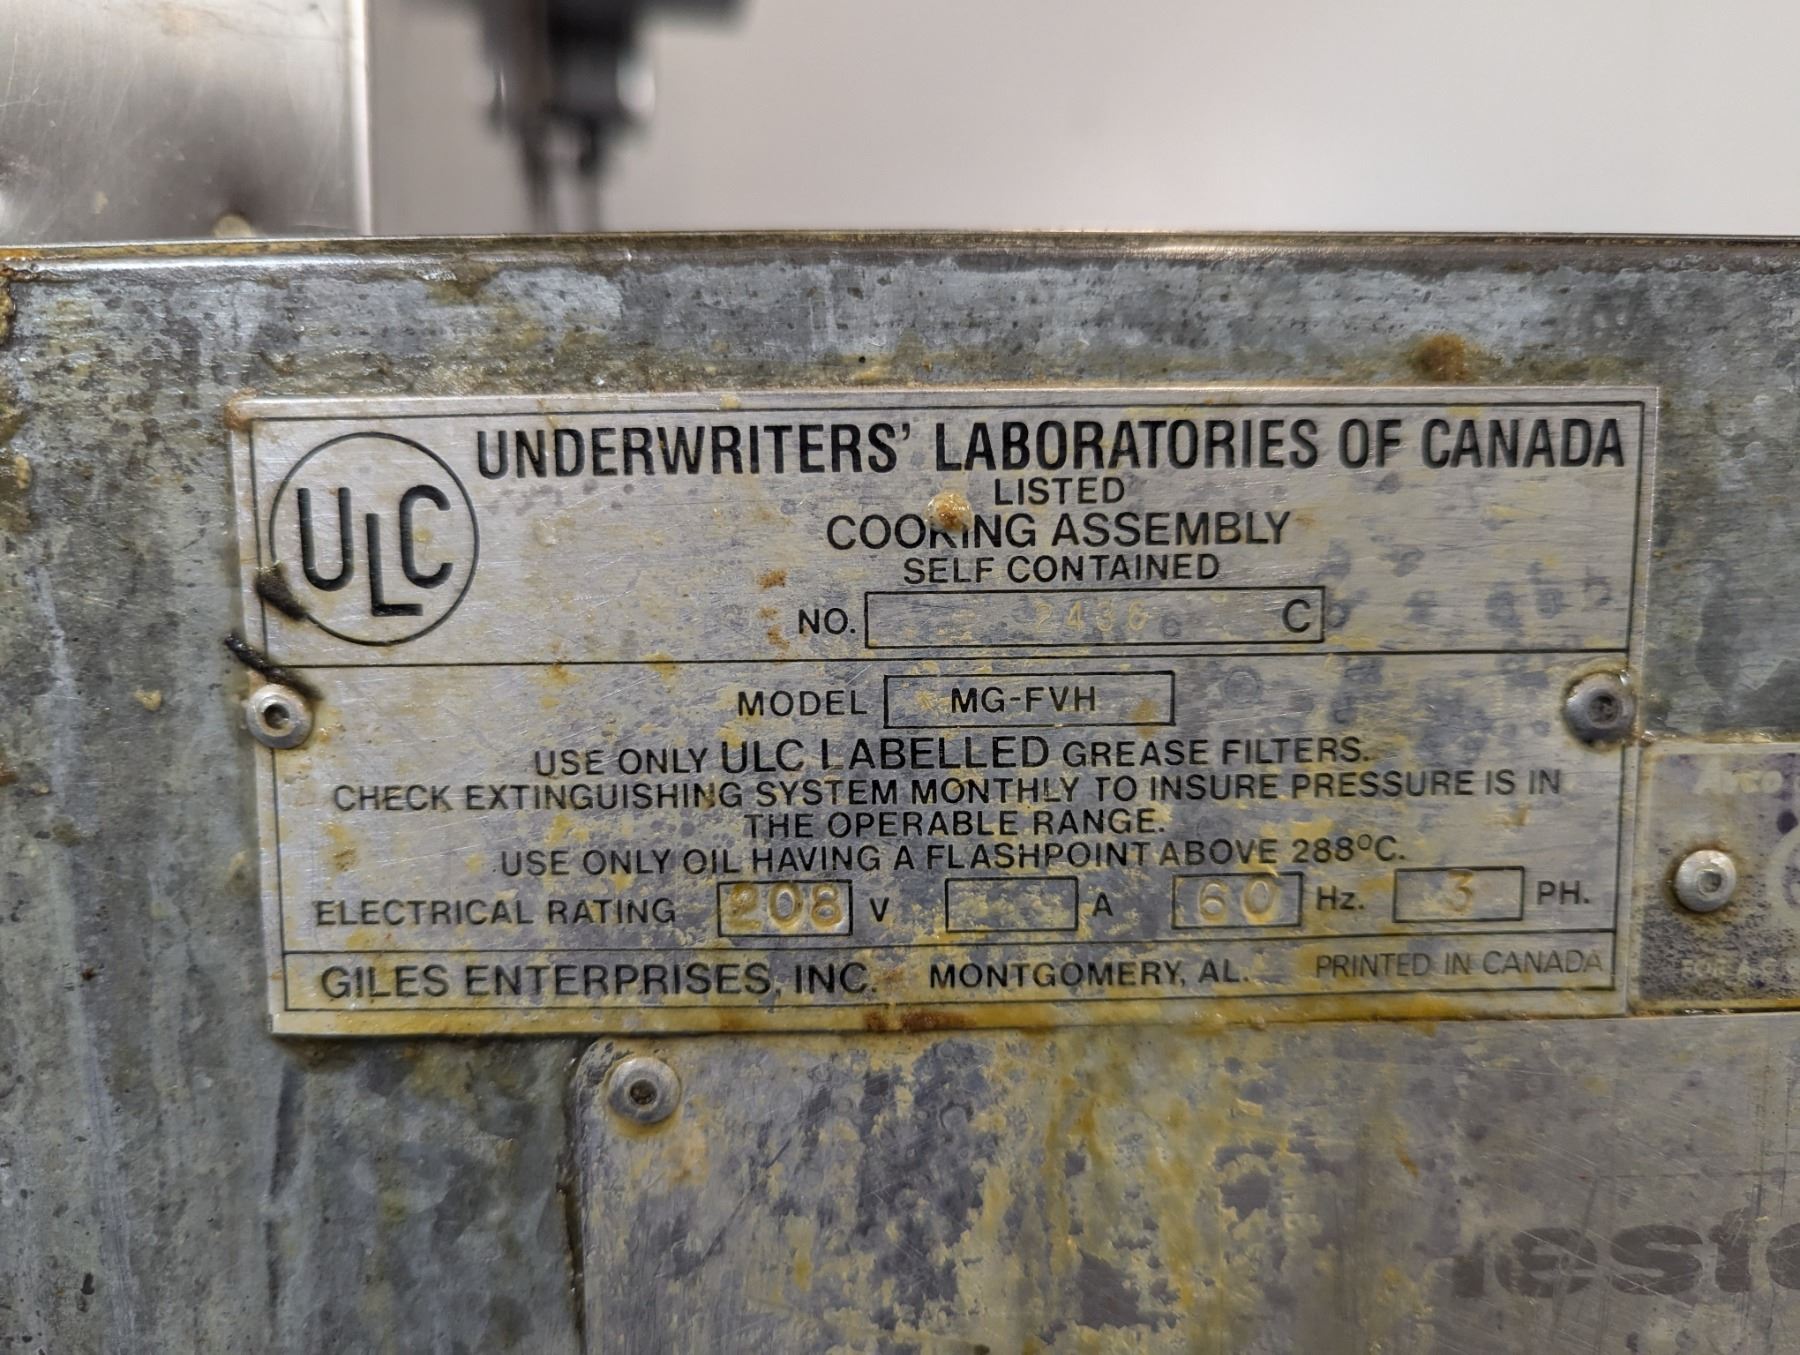 ULC
UNDERWRITERS' LABORATORIES OF CANADA
LISTED
COOKING ASSEMBLY
SELF CONTAINED
NO. 2436 C
MODEL MG-FVH
USE ONLY ULC LABELLED GREASE FILTERS.
CHECK EXTINGUISHING SYSTEM MONTHLY TO INSURE PRESSURE IS IN
THE OPERABLE RANGE.
USE ONLY OIL HAVING A FLASHPOINT ABOVE 288°C.
ELECTRICAL RATING 208 V A 60 Hz. 3 PH.
GILES ENTERPRISES, INC. MONTGOMERY, AL. PRINTED IN CANADA